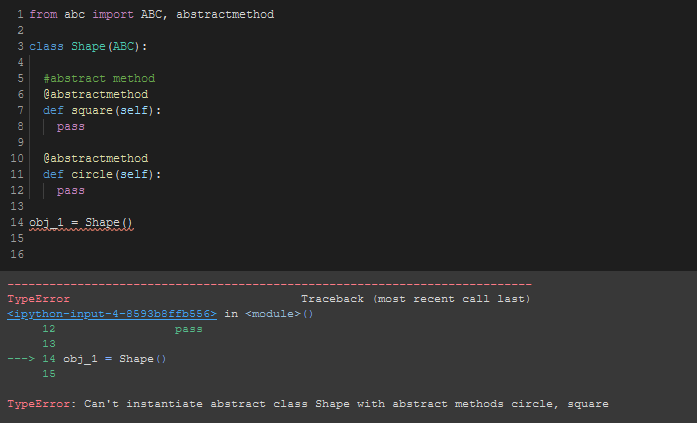 1 from abc import ABC, abstractmethod
2
3 class Shape(ABC):
4
5 #abstract method
6 @abstractmethod
7 def square(self):
8 pass
9
10 @abstractmethod
11 def circle(self):
12 pass
13
14 obj_1 = Shape()
15
16
---------------------------------------------------------------------------
TypeError Traceback (most recent call last)
<ipython-input-4-8593b8ffb556> in <module>()
12 pass
13
---> 14 obj_1 = Shape()
15
TypeError: Can't instantiate abstract class Shape with abstract methods circle, square